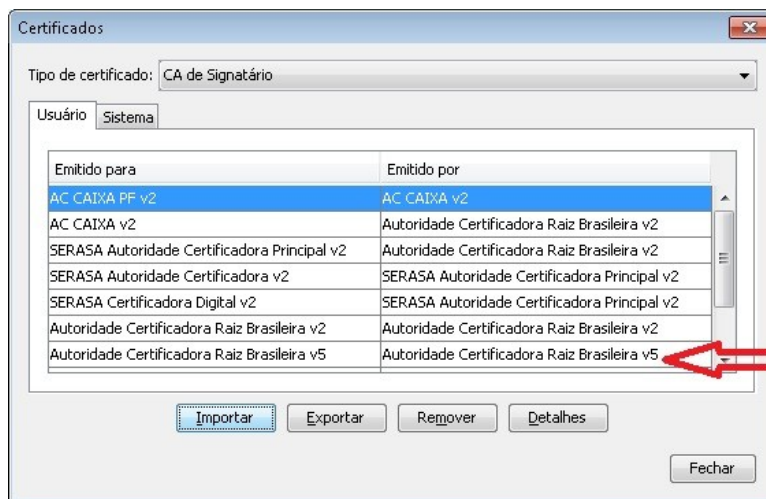 Certificados
Tipo de certificado: CA de Signatário
Usuário Sistema
Emitido para Emitido por
AC CAIXA PF v2 AC CAIXA v2
AC CAIXA v2 Autoridade Certificadora Raiz Brasileira v2
SERASA Autoridade Certificadora Principal v2 Autoridade Certificadora Raiz Brasileira v2
SERASA Autoridade Certificadora v2 SERASA Autoridade Certificadora Principal v2
SERASA Certificadora Digital v2 SERASA Autoridade Certificadora Principal v2
Autoridade Certificadora Raiz Brasileira v2 Autoridade Certificadora Raiz Brasileira v2
Autoridade Certificadora Raiz Brasileira v5 Autoridade Certificadora Raiz Brasileira v5
Importar Exportar Remover Detalhes
Fechar